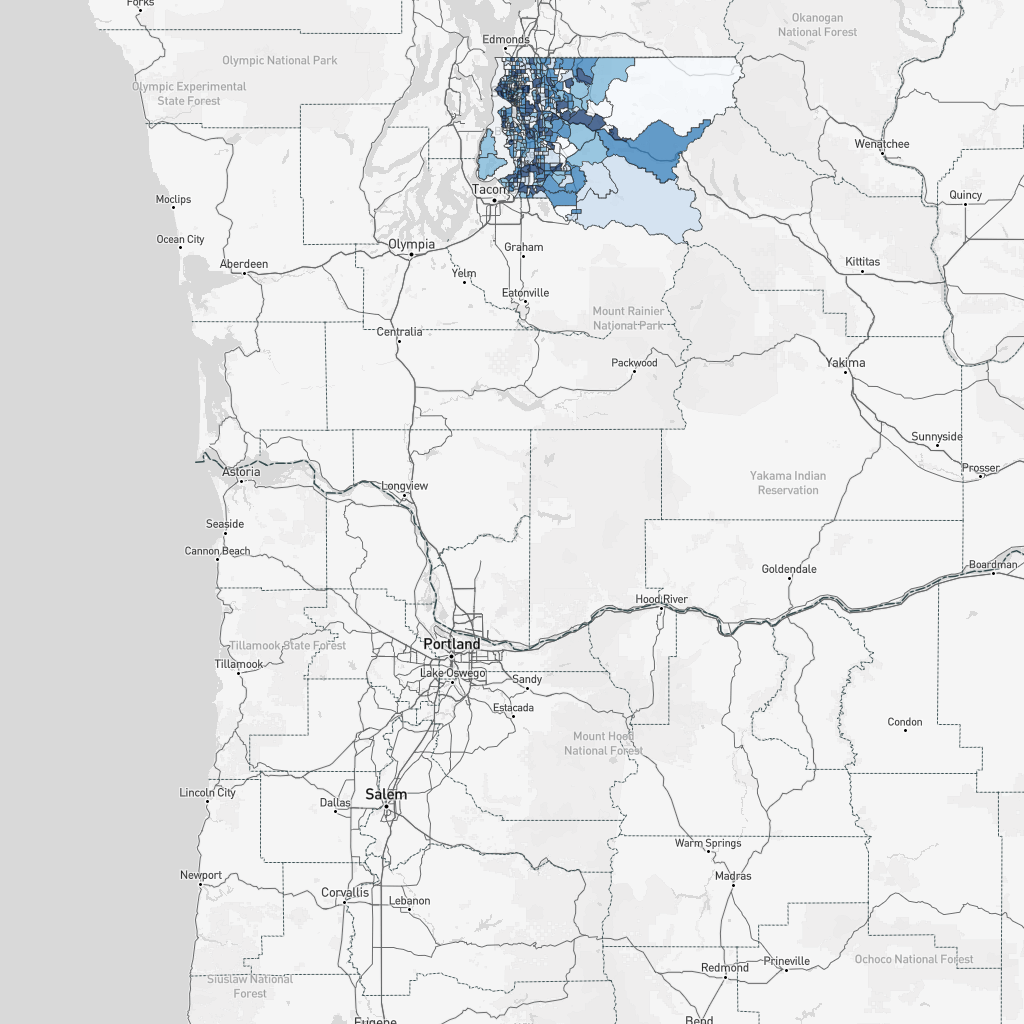 Forks
Okanogan
National Forest
Edmonds
Olympic National Park
Olympic Experimental
State Forest
Wenatchee
Tacom
Quincy
Moclips
Ocean City
Olympia
Graham
Aberdeen
Kittitas
Yelm
Eatonville
Mount Rainier
National Park
Centralia
Packwood
Yakima
Sunnyside
Prosser
Astoria
Yakama Indian
Reservation
Longview
Seaside
Cannon Beach
Goldendale
Boardman
Hood River
Tillamook State Forest
Portland
Tillamook
Lake Oswego
Sandy
Estacada
Condon
Mount Hood
National Forest
Lincoln City
Dallas
Salem
Warm Springs
Newport
Madras
Corvallis
Lebanon
Prineville
Ochoco National Forest
Redmond
Siuslaw National
Forest
Eugene
Bend